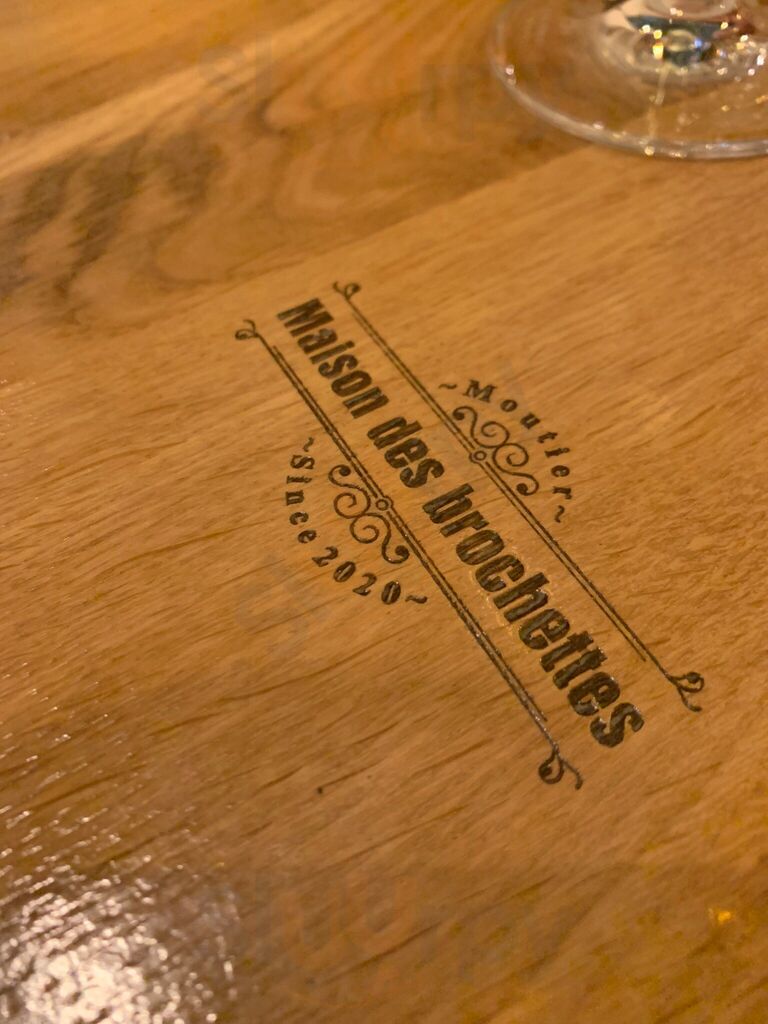 ~Moutier~
Maison des brochettes
~Since 2020~